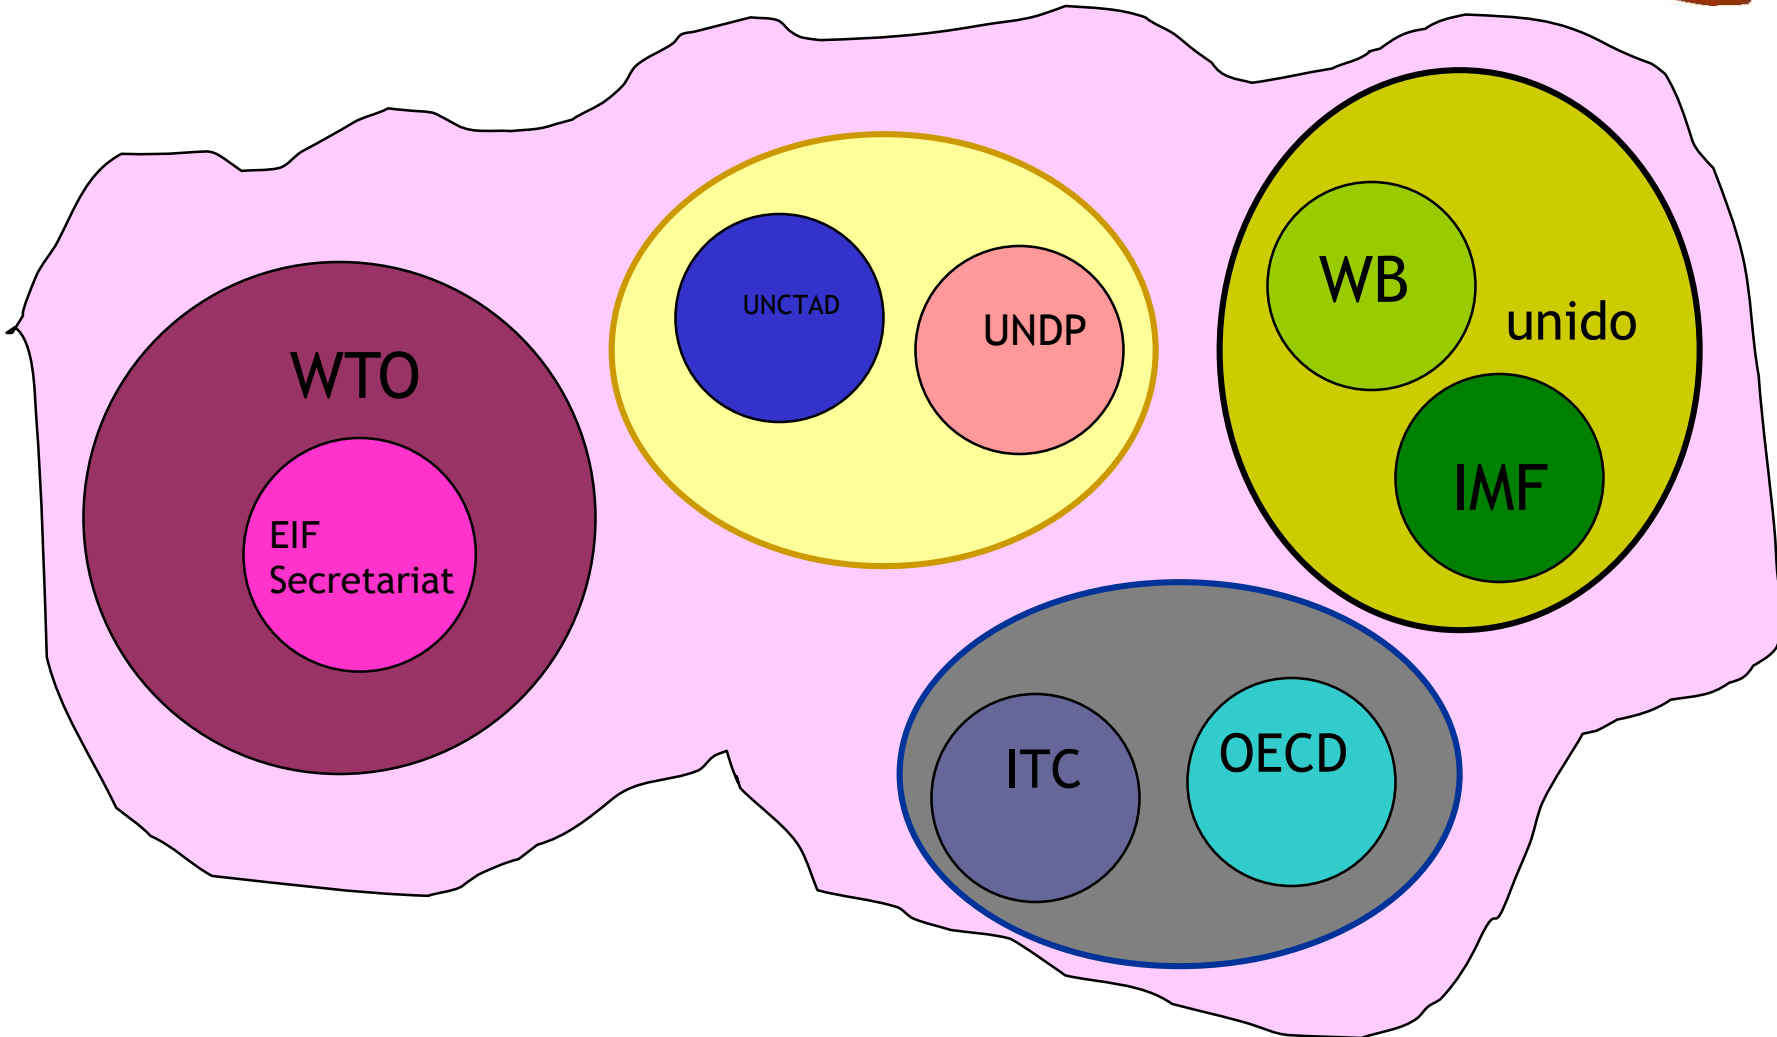 WTO
EIF
Secretariat
UNCTAD
UNDP
WB
unido
IMF
ITC
OECD